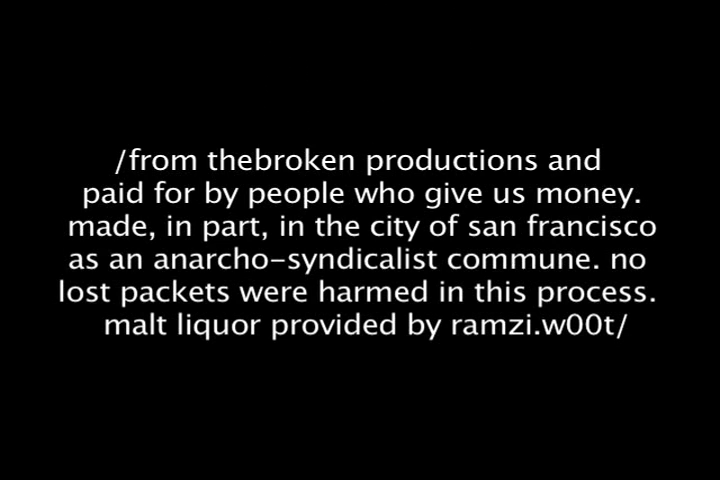 /from thebroken productions and
paid for by people who give us money.
made, in part, in the city of san francisco
as an anarcho-syndicalist commune. no
lost packets were harmed in this process.
malt liquor provided by ramzi.w00t/